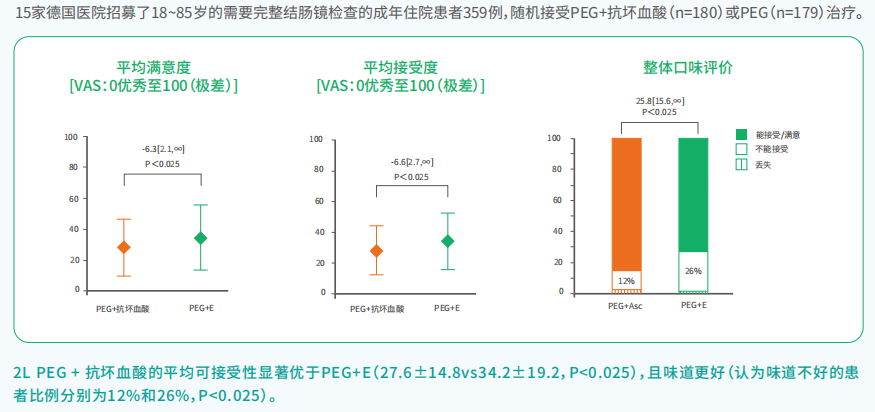 15家德国医院招募了18~85岁的需要完整结肠镜检查的成年住院患者359例，随机接受PEG+抗坏血酸（n=180）或PEG（n=179）治疗。
平均满意度
[VAS：0优秀至100（极差）]
100
80
60
40
20
0
-6.3[2.1,∞]
P＜0.025
PEG+抗坏血酸
PEG+E
平均接受度
[VAS：0优秀至100（极差）]
100
80
60
40
20
0
-6.6[2.7,∞]
P＜0.025
PEG+抗坏血酸
PEG+E
整体口味评价
25.8[15.6,∞]
P＜0.025
100
80
60
40
20
0
12%
26%
PEG+Asc
PEG+E
能接受/满意
不能接受
丢失
2L PEG + 抗坏血酸的平均可接受性显著优于PEG+E（27.6±14.8vs34.2±19.2，P<0.025），且味道更好（认为味道不好的患
者比例分别为12%和26%，P<0.025）。